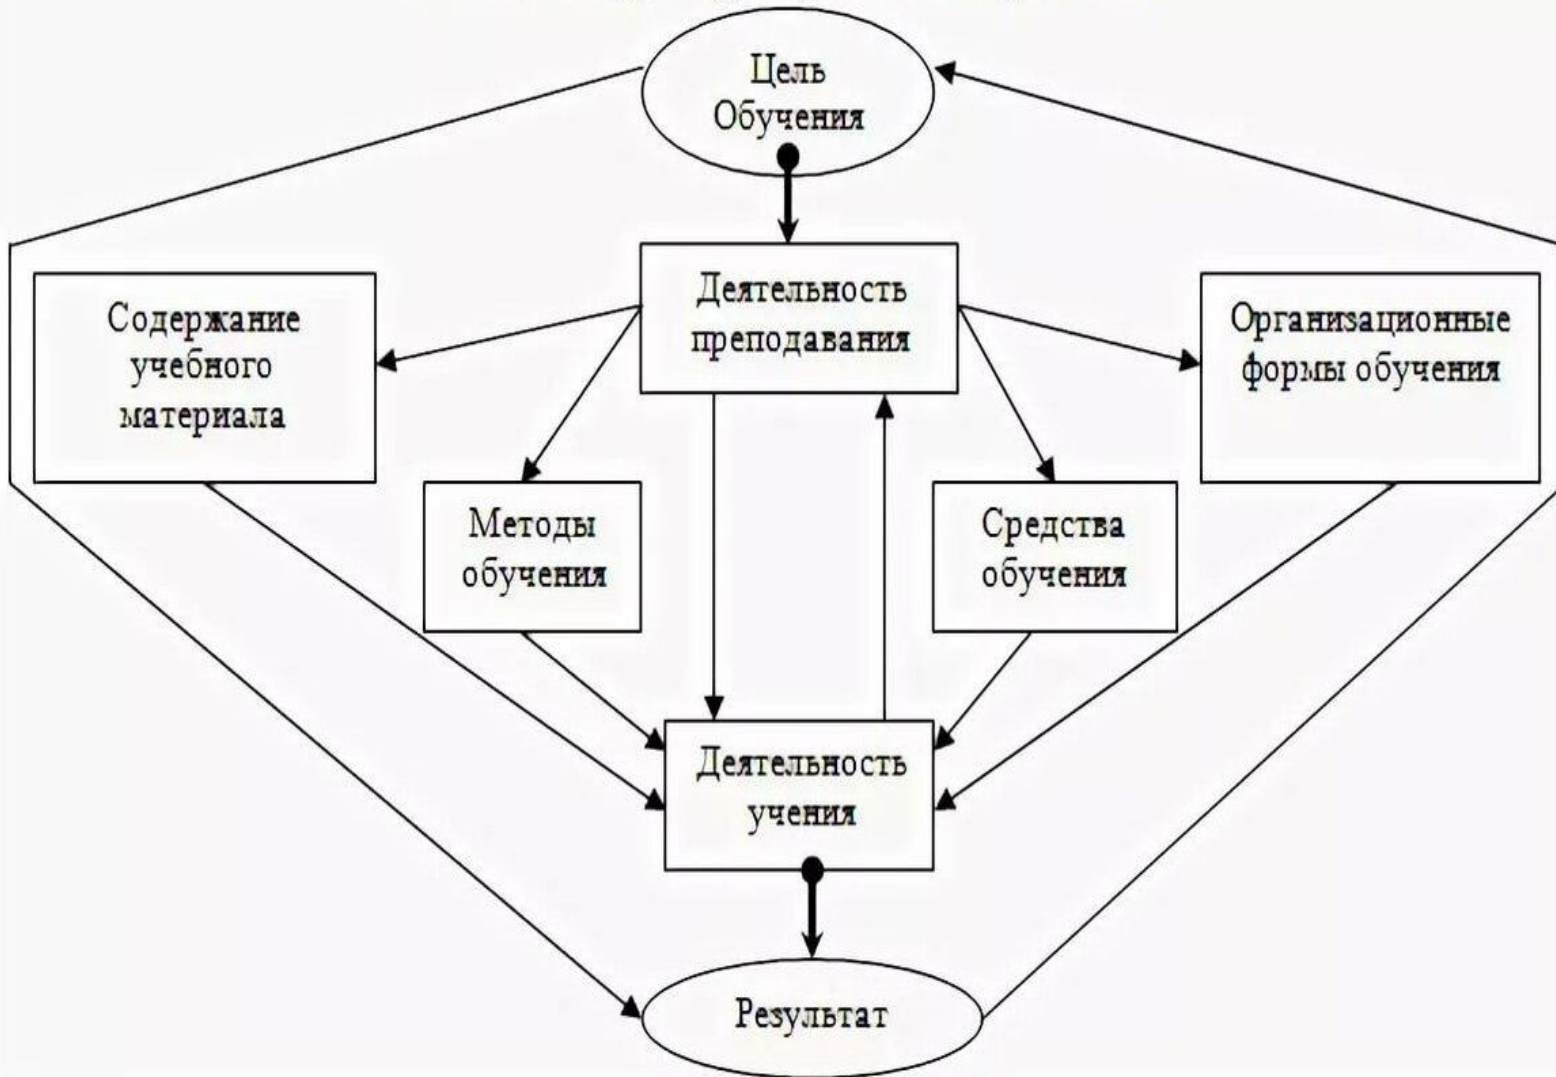 Цель
Обучения
Деятельность
преподавания
Содержание
учебного
материала
Организационные
формы обучения
Методы
обучения
Средства
обучения
Деятельность
учения
Результат